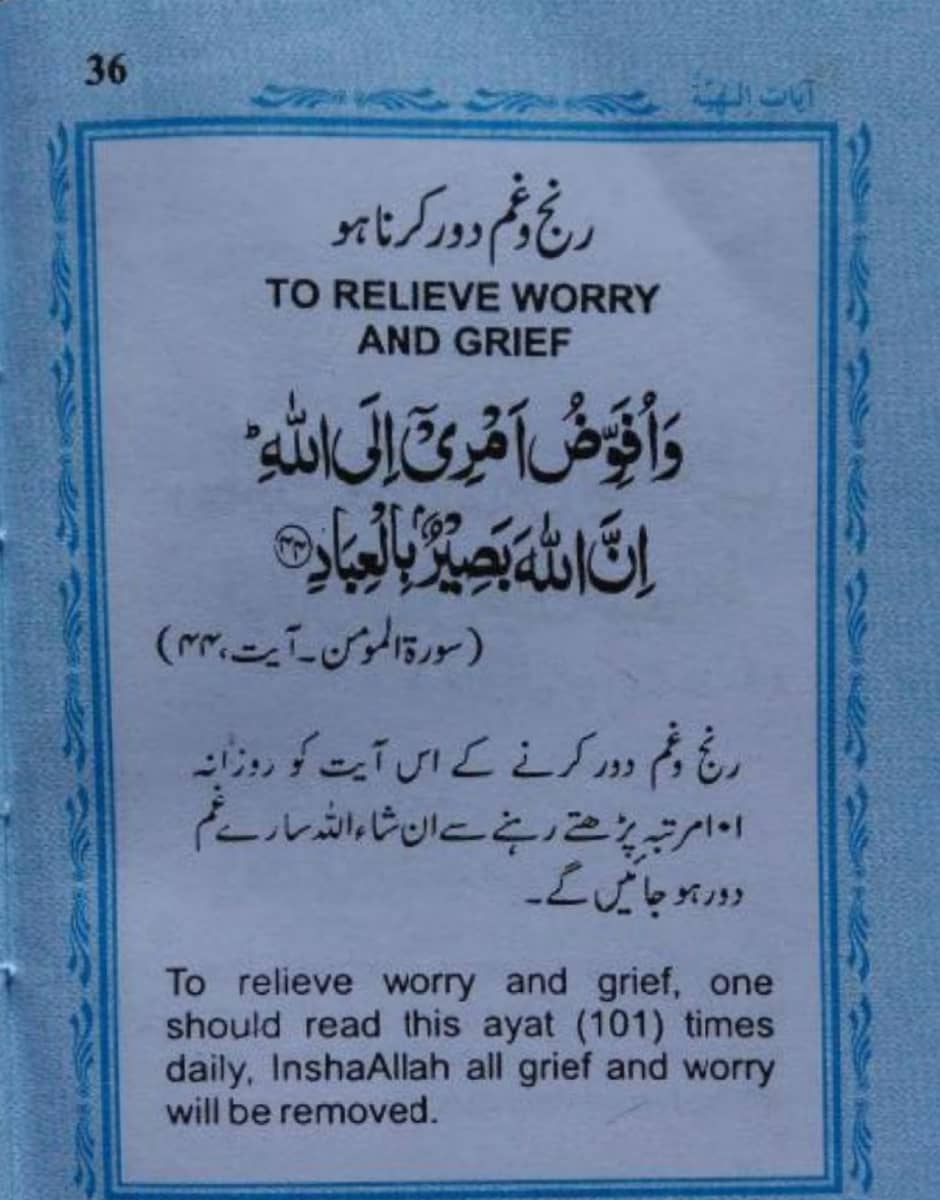 36
آیات الہیّة
رنج وغم دور کرنا ہو
TO RELIEVE WORRY
AND GRIEF
وَاُفَوِّضُ اَمْرِیْۤ اِلَی اللّٰهِ ؕ
اِنَّ اللّٰهَ بَصِیْرٌۢ بِالْعِبَادِ ﴿۴۴﴾
(سورة المومن۔ آیت، ۴۴)
رنج وغم دور کرنے کے اس آیت کو روزانہ
۱۰۱ مرتبہ پڑھتے رہنے سے ان شاء اللہ سارے غم
دور ہو جائیں گے۔
To relieve worry and grief, one
should read this ayat (101) times
daily, InshaAllah all grief and worry
will be removed.